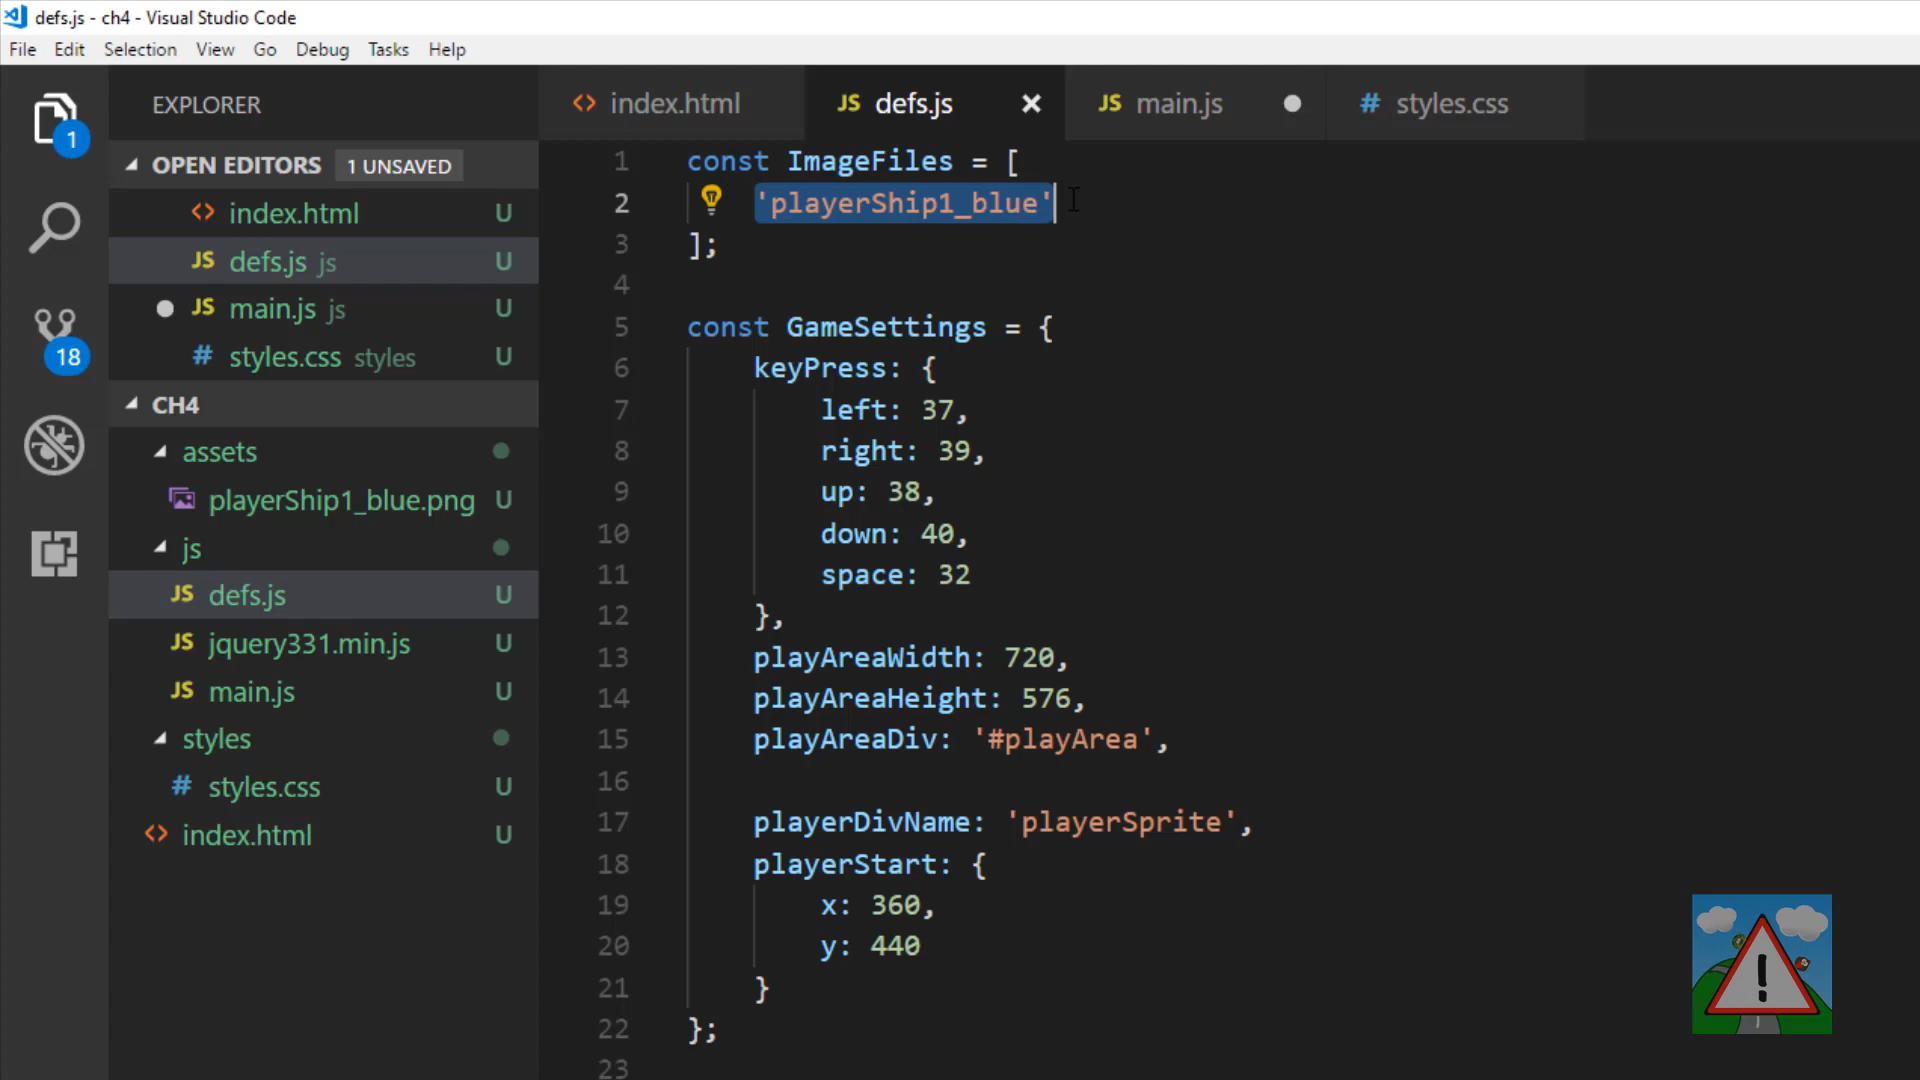 defs.js - ch4 - Visual Studio Code
File Edit Selection View Go Debug Tasks Help
EXPLORER
OPEN EDITORS 1 UNSAVED
<> index.html U
JS defs.js js U
JS main.js js U
# styles.css styles U
CH4
assets
playerShip1_blue.png U
js
JS defs.js U
JS jquery331.min.js U
JS main.js U
styles
# styles.css U
<> index.html U
1
18
<> index.html
JS defs.js
JS main.js
# styles.css
1 const ImageFiles = [
2 'playerShip1_blue'
3 ];
4
5 const GameSettings = {
6 keyPress: {
7 left: 37,
8 right: 39,
9 up: 38,
10 down: 40,
11 space: 32
12 },
13 playAreaWidth: 720,
14 playAreaHeight: 576,
15 playAreaDiv: '#playArea',
16
17 playerDivName: 'playerSprite',
18 playerStart: {
19 x: 360,
20 y: 440
21 }
22 };
23
!